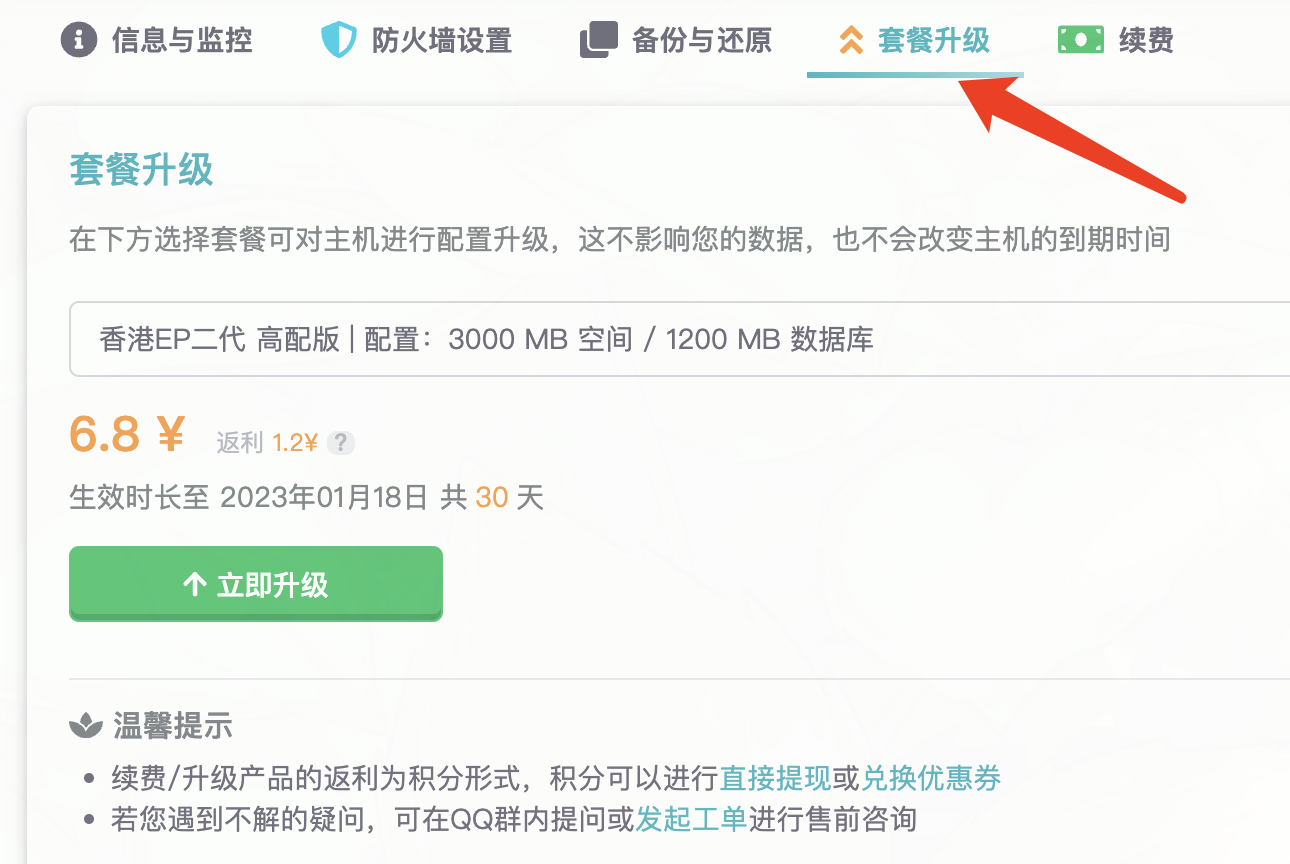 信息与监控 防火墙设置 备份与还原 套餐升级 续费
套餐升级
在下方选择套餐可对主机进行配置升级，这不影响您的数据，也不会改变主机的到期时间
香港EP二代 高配版 | 配置：3000 MB 空间 / 1200 MB 数据库
6.8 ¥ 返利 1.2¥ ?
生效时长至 2023年01月18日 共 30 天
立即升级
温馨提示
续费/升级产品的返利为积分形式，积分可以进行直接提现或兑换优惠券
若您遇到不解的疑问，可在QQ群内提问或发起工单进行售前咨询